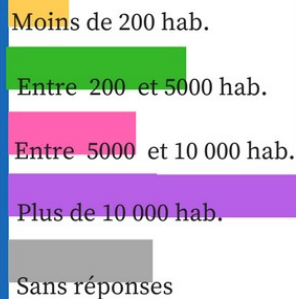 Moins de 200 hab.
Entre 200 et 5000 hab.
Entre 5000 et 10 000 hab.
Plus de 10 000 hab.
Sans réponses